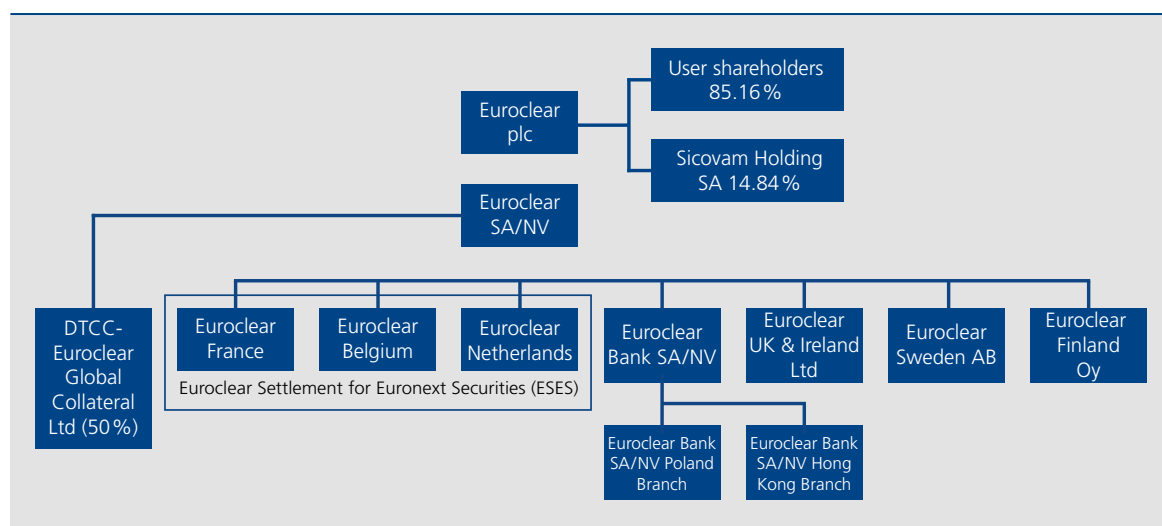 User shareholders
85.16 %
Euroclear
plc
Sicovam Holding
SA 14.84 %
Euroclear
SA/NV
DTCC-
Euroclear
Global
Collateral
Ltd (50 %)
Euroclear
France
Euroclear
Belgium
Euroclear
Netherlands
Euroclear Settlement for Euronext Securities (ESES)
Euroclear
Bank SA/NV
Euroclear
UK & Ireland
Ltd
Euroclear
Sweden AB
Euroclear
Finland
Oy
Euroclear Bank
SA/NV Poland
Branch
Euroclear Bank
SA/NV Hong
Kong Branch